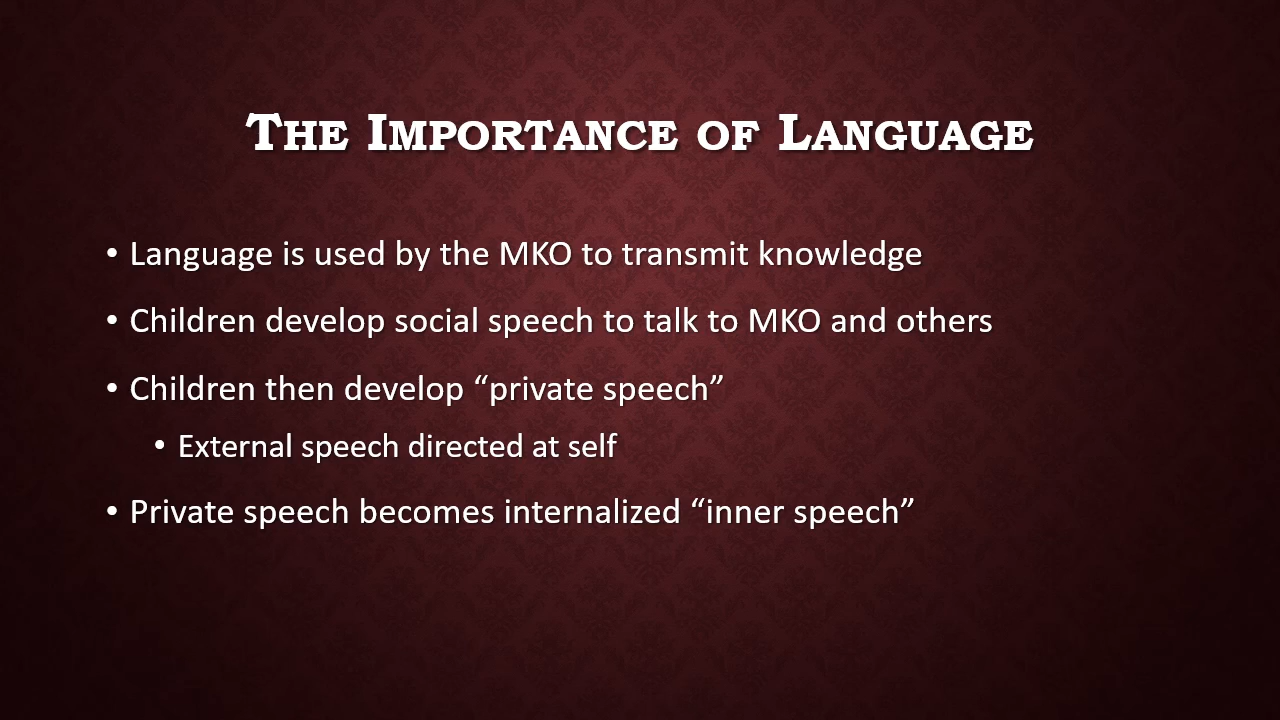 The Importance of Language
• Language is used by the MKO to transmit knowledge
• Children develop social speech to talk to MKO and others
• Children then develop “private speech”
• External speech directed at self
• Private speech becomes internalized “inner speech”